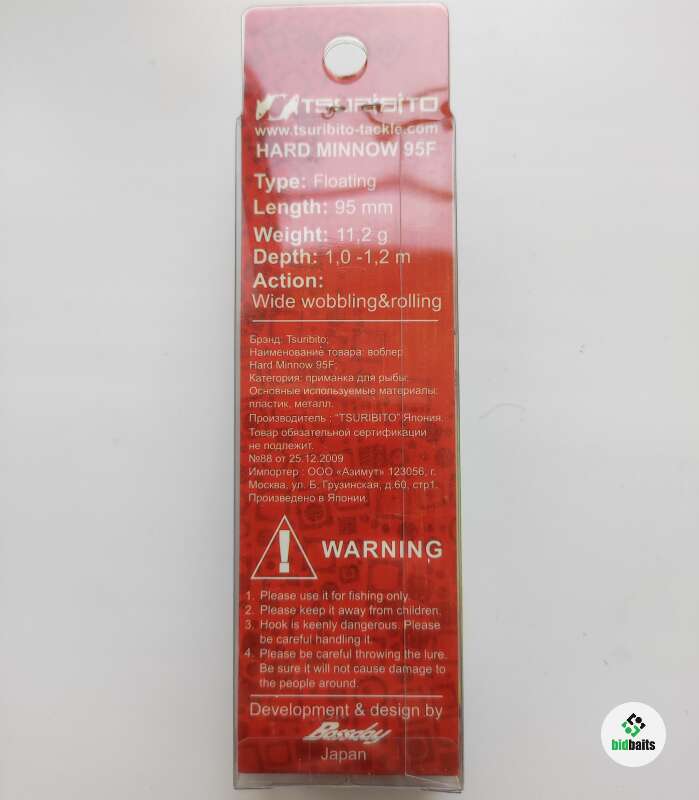 TSURIBITO
www.tsuribito-tackle.com
HARD MINNOW 95F
Type: Floating
Length: 95 mm
Weight: 11,2 g
Depth: 1,0 -1,2 m
Action:
Wide wobbling&rolling
Брэнд: Tsuribito;
Наименование товара: воблер
Hard Minnow 95F;
Категория: приманка для рыбы;
Основные используемые материалы:
пластик, металл.
Производитель : "TSURIBITO" Япония.
Товар обязательной сертификации
не подлежит.
№88 от 25.12.2009
Импортер : ООО «Азимут» 123056, г.
Москва, ул. Б. Грузинская, д.60, стр1.
Произведено в Японии.
WARNING
1. Please use it for fishing only.
2. Please keep it away from children.
3. Hook is keenly dangerous. Please
be careful handling it.
4. Please be careful throwing the lure.
Be sure it will not cause damage to
the people around.
Development & design by
Bassday
Japan
bidbaits